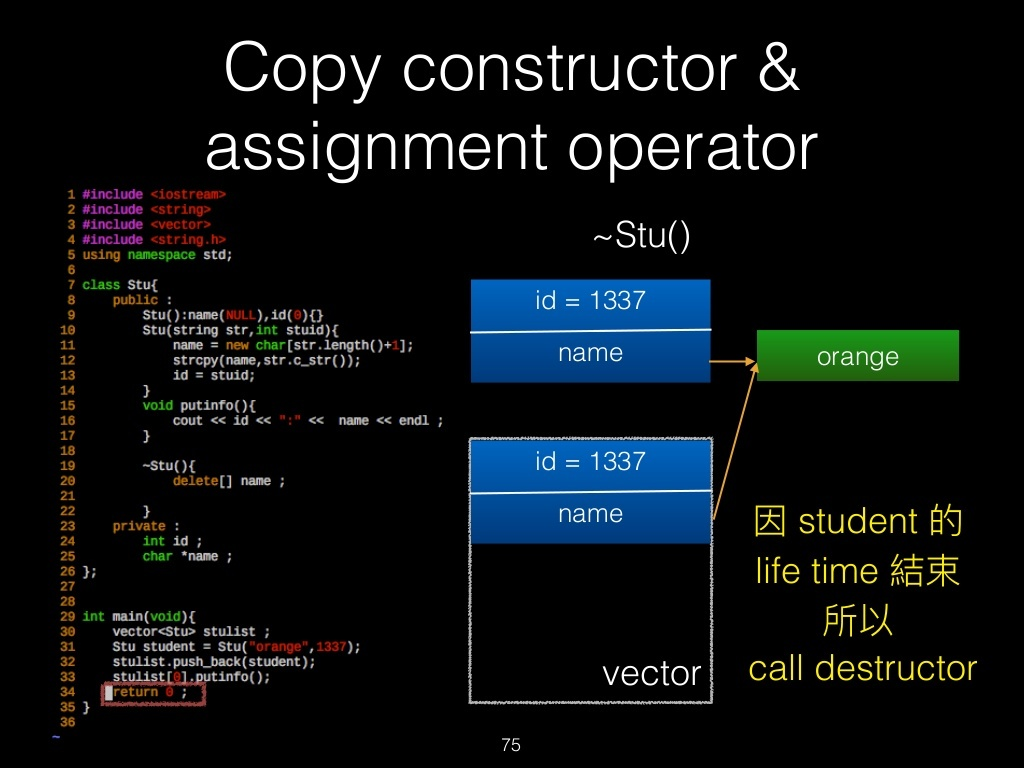 Copy constructor &
assignment operator
1 #include <iostream>
2 #include <string>
3 #include <vector>
4 #include <string.h>
5 using namespace std;
6
7 class Stu{
8     public :
9         Stu():name(NULL),id(0){}
10         Stu(string str,int stuid){
11             name = new char[str.length()+1];
12             strcpy(name,str.c_str());
13             id = stuid;
14         }
15         void putinfo(){
16             cout << id << ":" <<  name << endl ;
17         }
18
19         ~Stu(){
20             delete[] name ;
21
22         }
23     private :
24         int id ;
25         char *name ;
26 };
27
28
29 int main(void){
30     vector<Stu> stulist ;
31     Stu student = Stu("orange",1337);
32     stulist.push_back(student);
33     stulist[0].putinfo();
34     return 0 ;
35 }
36
~
~Stu()
id = 1337
name
orange
id = 1337
name
vector
因 student 的
life time 結束
所以
call destructor
75